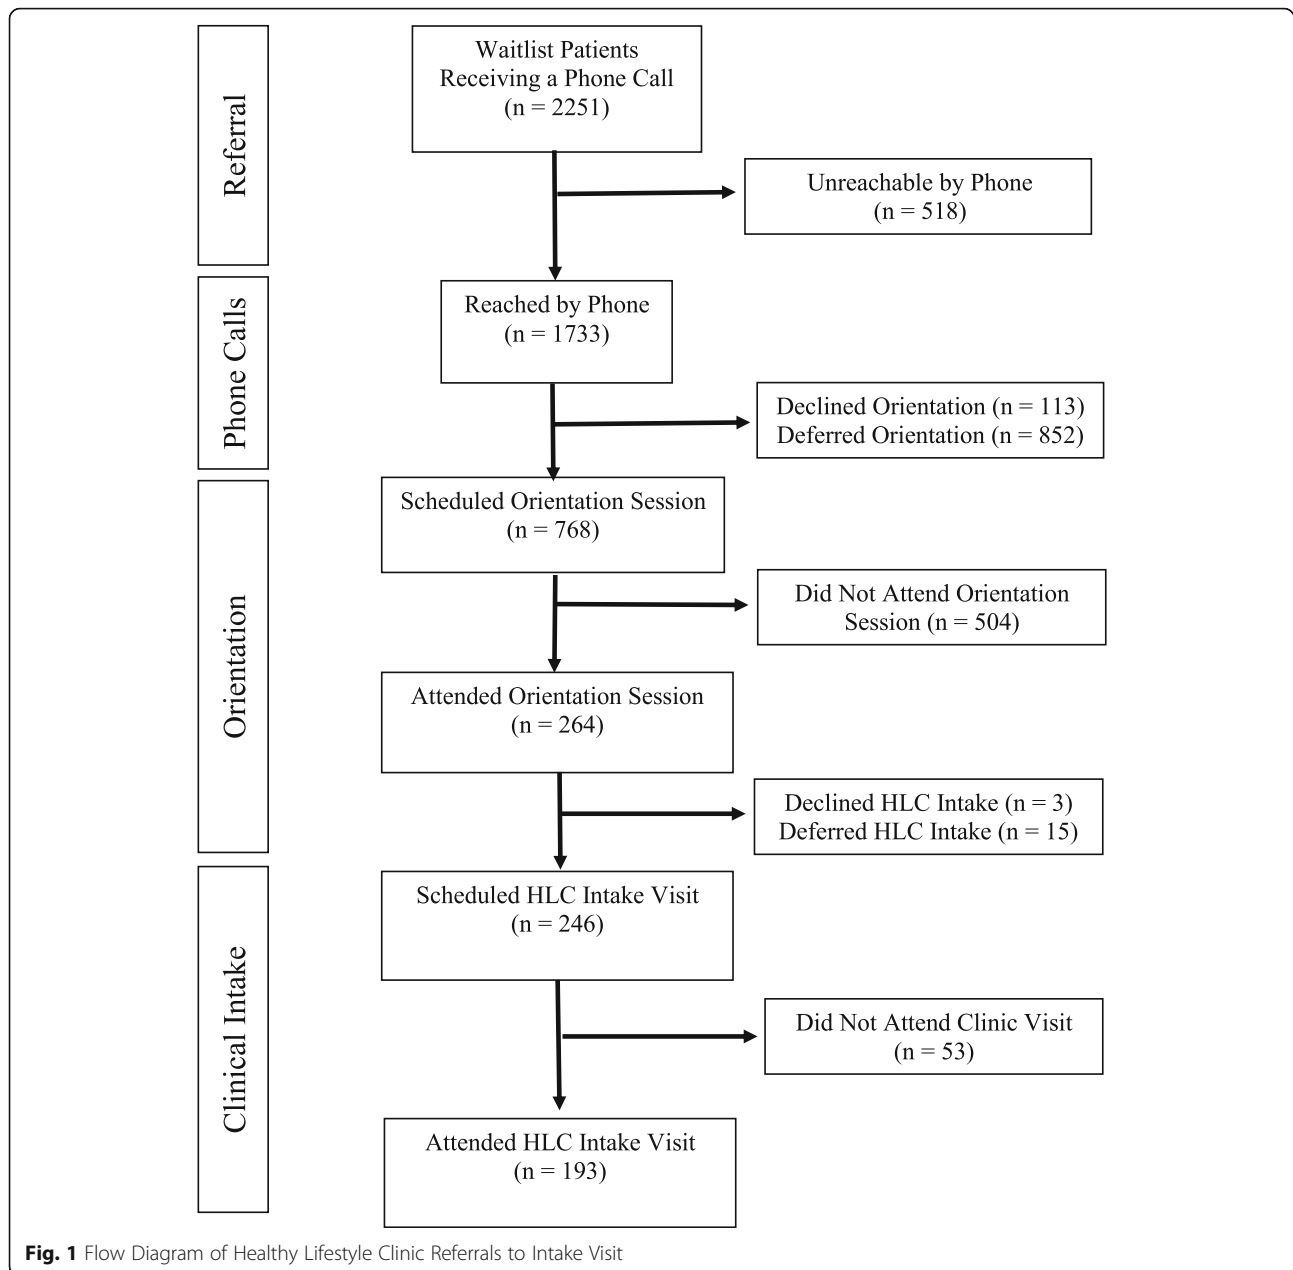 Referral
Waitlist Patients
Receiving a Phone Call
(n = 2251)
Unreachable by Phone
(n = 518)
Phone Calls
Reached by Phone
(n = 1733)
Declined Orientation (n = 113)
Deferred Orientation (n = 852)
Orientation
Scheduled Orientation Session
(n = 768)
Did Not Attend Orientation
Session (n = 504)
Attended Orientation Session
(n = 264)
Declined HLC Intake (n = 3)
Deferred HLC Intake (n = 15)
Clinical Intake
Scheduled HLC Intake Visit
(n = 246)
Did Not Attend Clinic Visit
(n = 53)
Attended HLC Intake Visit
(n = 193)
Fig. 1 Flow Diagram of Healthy Lifestyle Clinic Referrals to Intake Visit